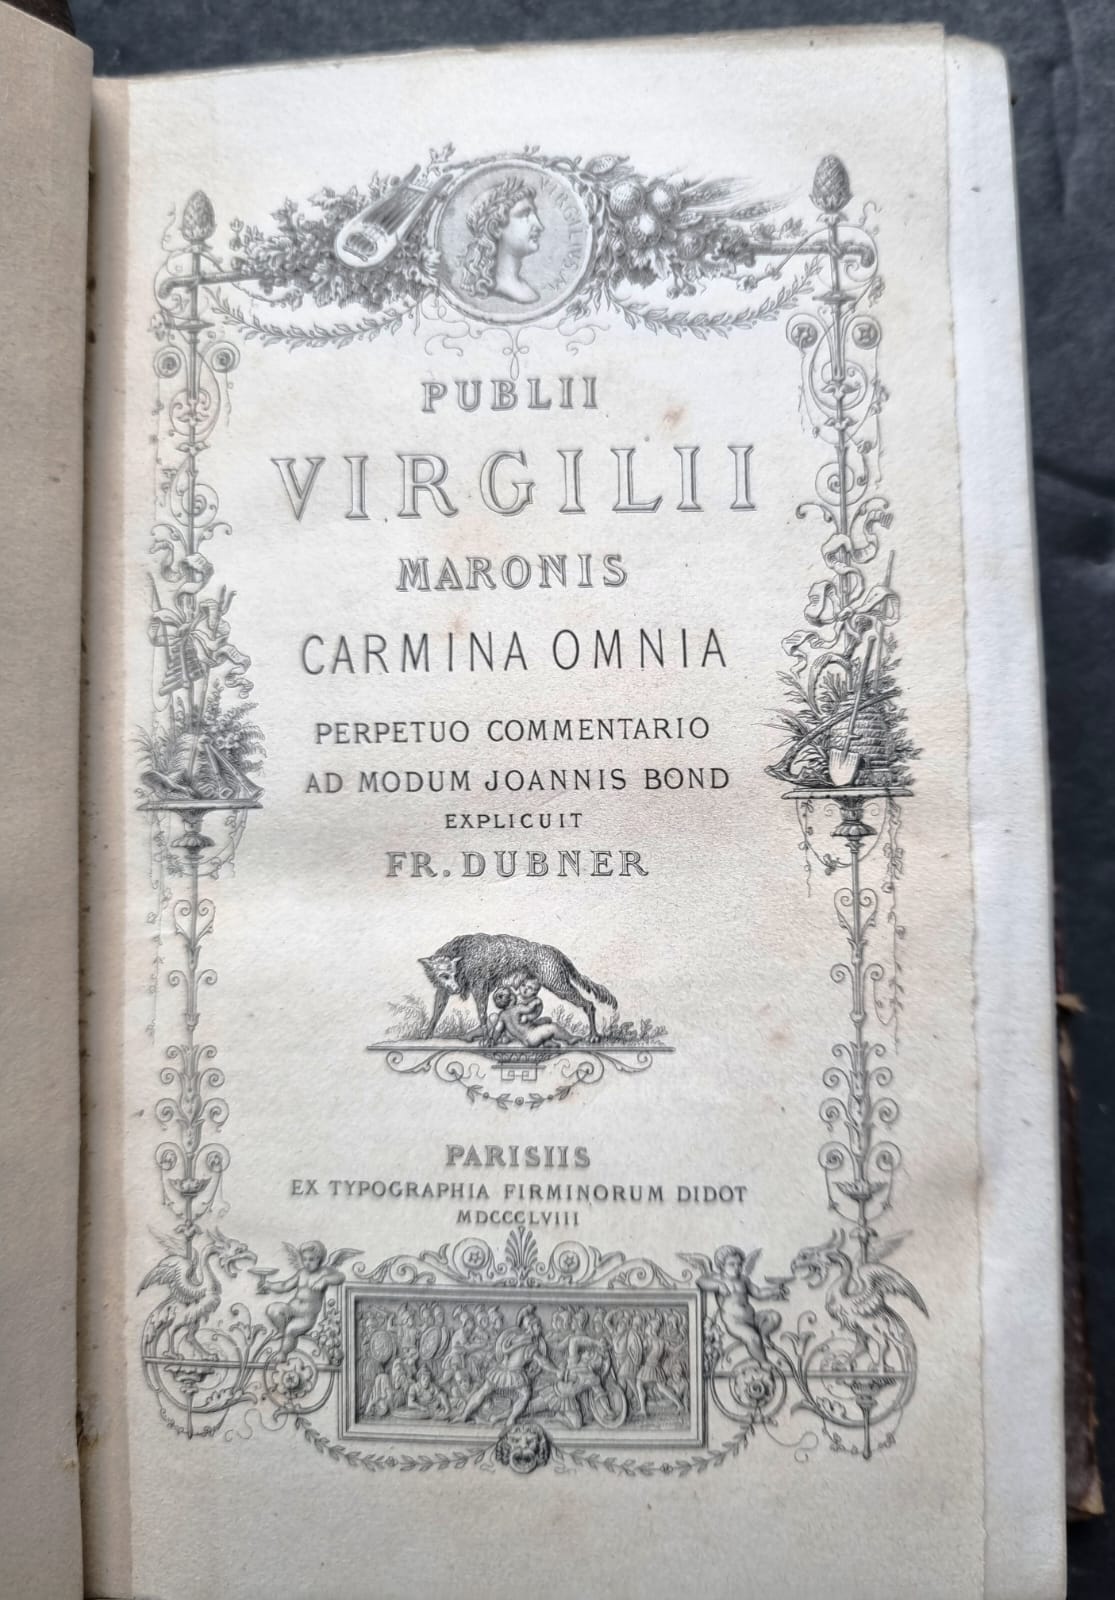 VIRGILIUS M.
PUBLII
VIRGILII
MARONIS
CARMINA OMNIA
PERPETUO COMMENTARIO
AD MODUM JOANNIS BOND
EXPLICUIT
FR. DUBNER
PARISIIS
EX TYPOGRAPHIA FIRMINORUM DIDOT
MDCCCLVIII